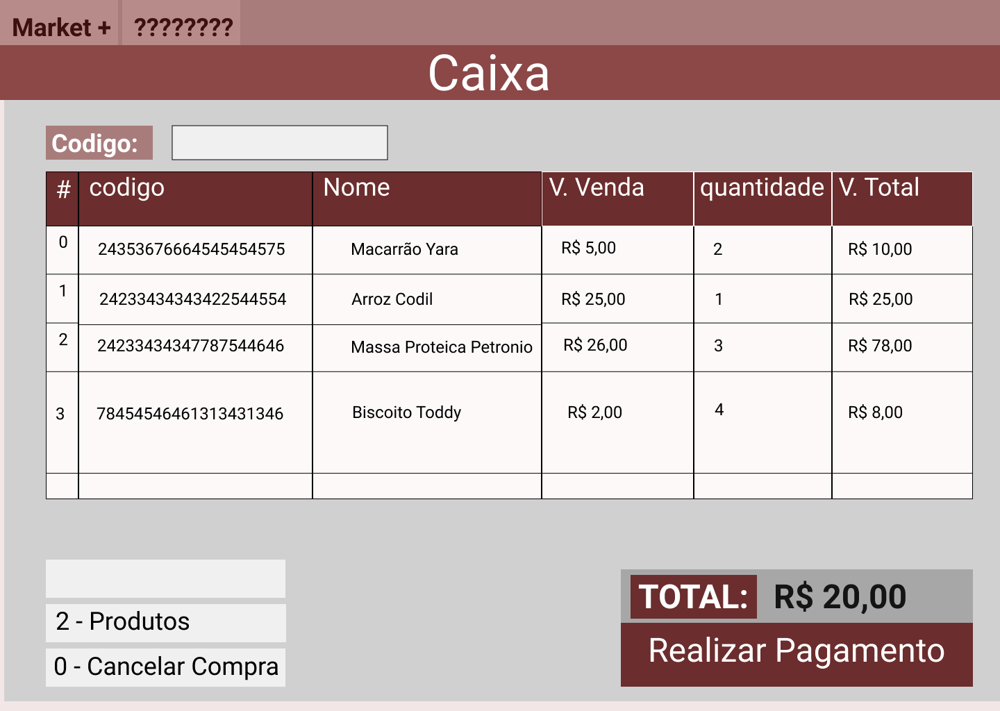 Market + ????????
Caixa
Codigo:
# codigo Nome V. Venda quantidade V. Total
0 24353676664545454575 Macarrão Yara R$ 5,00 2 R$ 10,00
1 24233434343422544554 Arroz Codil R$ 25,00 1 R$ 25,00
2 24233434347787544646 Massa Proteica Petronio R$ 26,00 3 R$ 78,00
3 78454546461313431346 Biscoito Toddy R$ 2,00 4 R$ 8,00
2 - Produtos
0 - Cancelar Compra
TOTAL: R$ 20,00
Realizar Pagamento